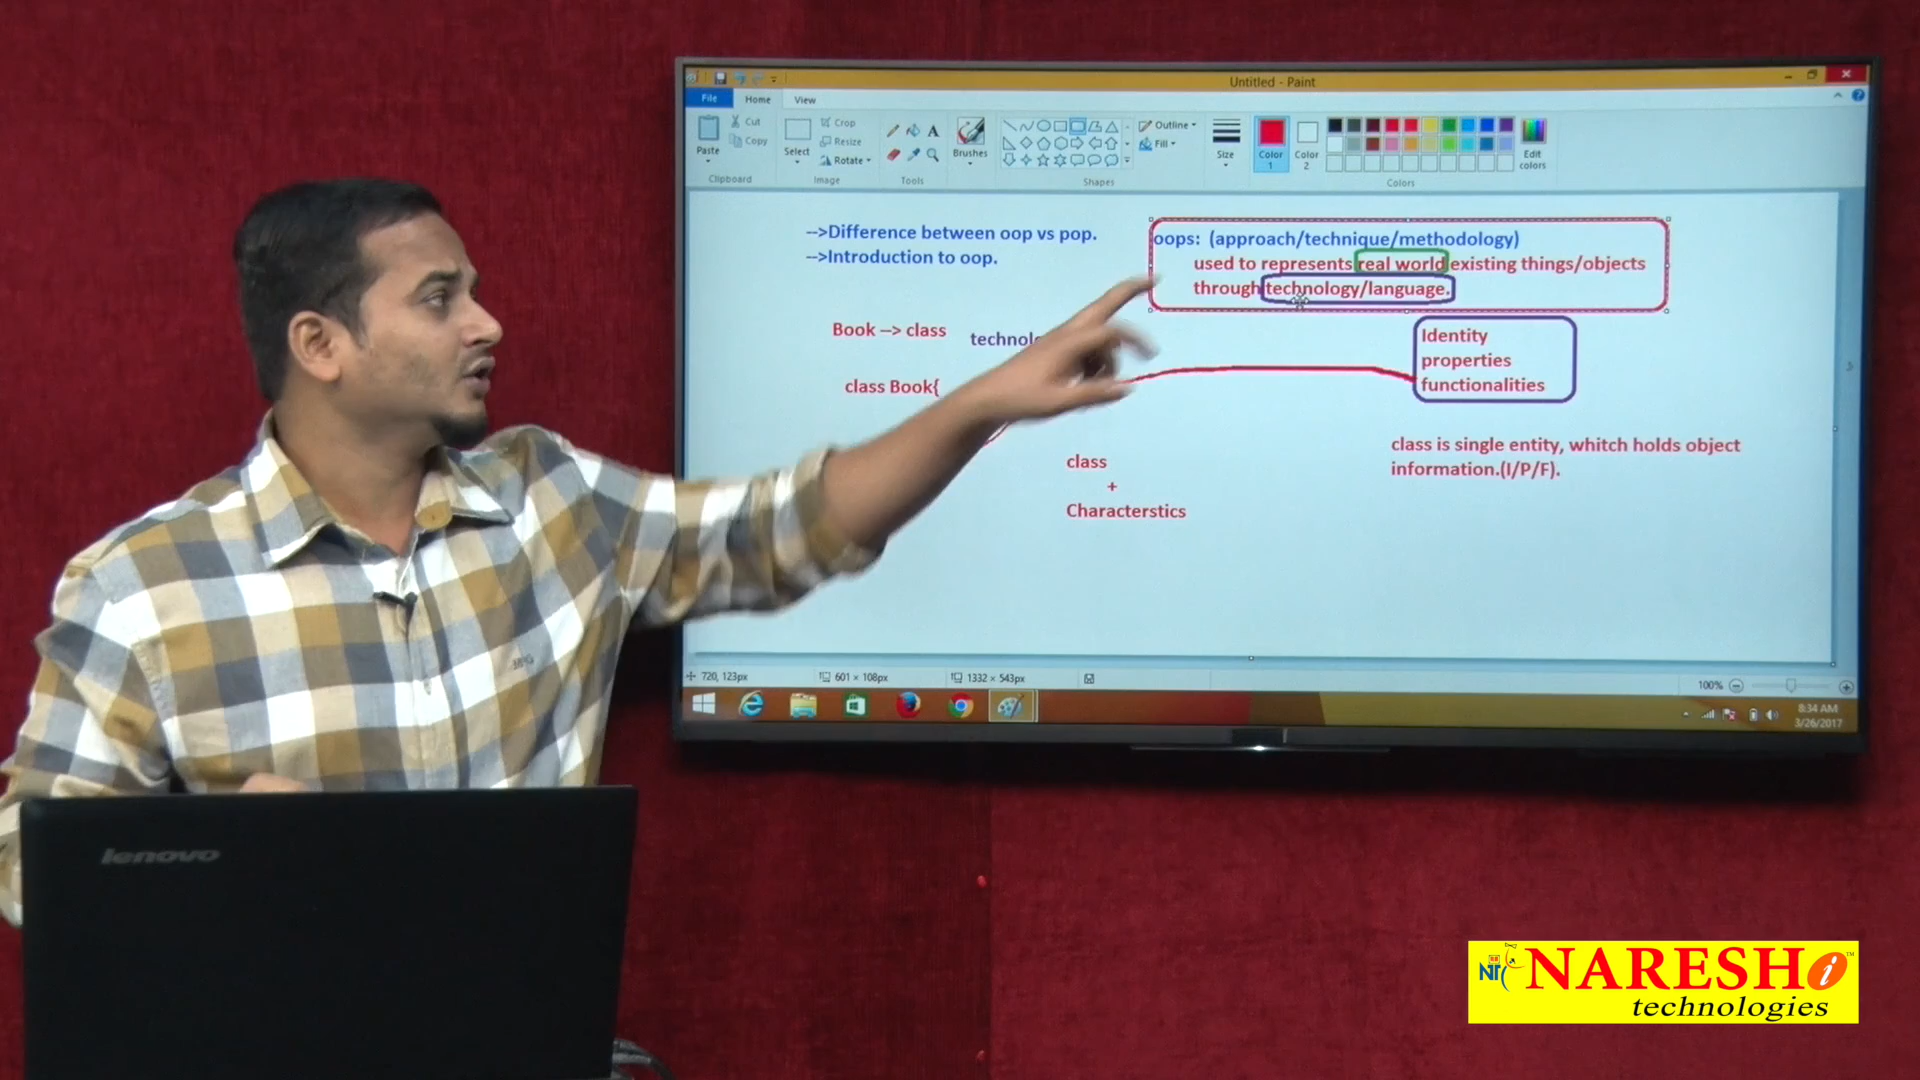 Untitled - Paint
File Home View
Paste
Cut
Copy
Clipboard
Select
Crop
Resize
Rotate
Image
A
Tools
Brushes
Shapes
Outline
Fill
Size
Color 1
Color 2
Edit colors
Colors
-->Difference between oop vs pop.
-->Introduction to oop.
oops: (approach/technique/methodology)
used to represents real world existing things/objects
through technology/language.
Book --> class
class Book{
Identity
properties
functionalities
class
+
Characterstics
class is single entity, whitch holds object
information.(I/P/F).
720, 123px
601 × 108px
1332 × 543px
100%
8:34 AM
3/26/2017
lenovo
NARESH i
technologies